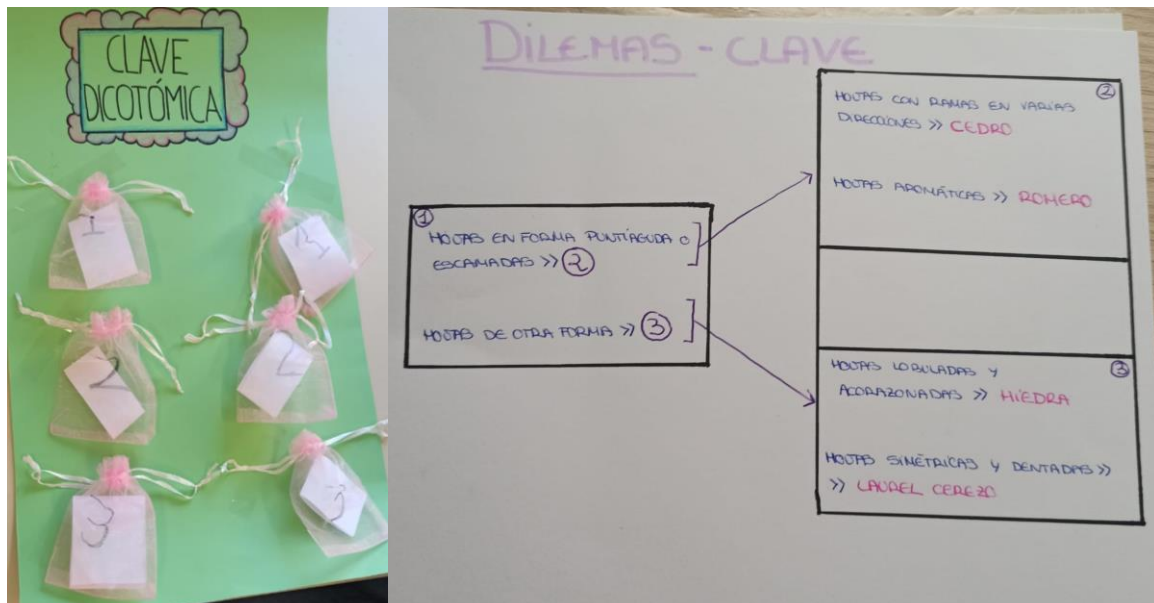 CLAVE
DICOTÓMICA
1
2
2
3
3
DILEMAS - CLAVE
1
HOJAS EN FORMA PUNTIAGUDA O
ESCAMADAS >> 2
HOJAS DE OTRA FORMA >> 3
2
HOJAS CON RAMAS EN VARIAS
DIRECCIONES >> CEDRO
HOJAS AROMÁTICAS >> ROMERO
3
HOJAS LOBULADAS Y
ACORAZONADAS >> HIEDRA
HOJAS SIMÉTRICAS Y DENTADAS >>
>> LAUREL CEREZO